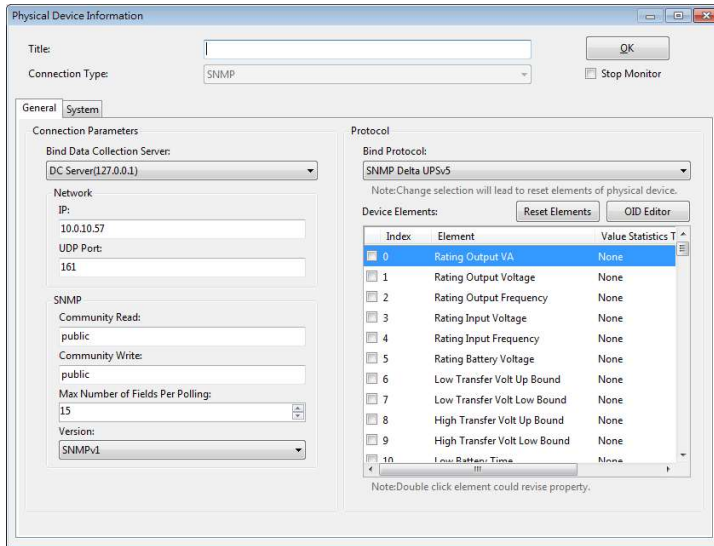 Physical Device Information
Title:
OK
Connection Type:
SNMP
Stop Monitor
General System
Connection Parameters
Bind Data Collection Server:
DC Server(127.0.0.1)
Network
IP:
10.0.10.57
UDP Port:
161
SNMP
Community Read:
public
Community Write:
public
Max Number of Fields Per Polling:
15
Version:
SNMPv1
Protocol
Bind Protocol:
SNMP Delta UPSv5
Note:Change selection will lead to reset elements of physical device.
Device Elements: Reset Elements OID Editor
Index Element Value Statistics T
0 Rating Output VA None
1 Rating Output Voltage None
2 Rating Output Frequency None
3 Rating Input Voltage None
4 Rating Input Frequency None
5 Rating Battery Voltage None
6 Low Transfer Volt Up Bound None
7 Low Transfer Volt Low Bound None
8 High Transfer Volt Up Bound None
9 High Transfer Volt Low Bound None
10 Low Battery Time None
Note:Double click element could revise property.